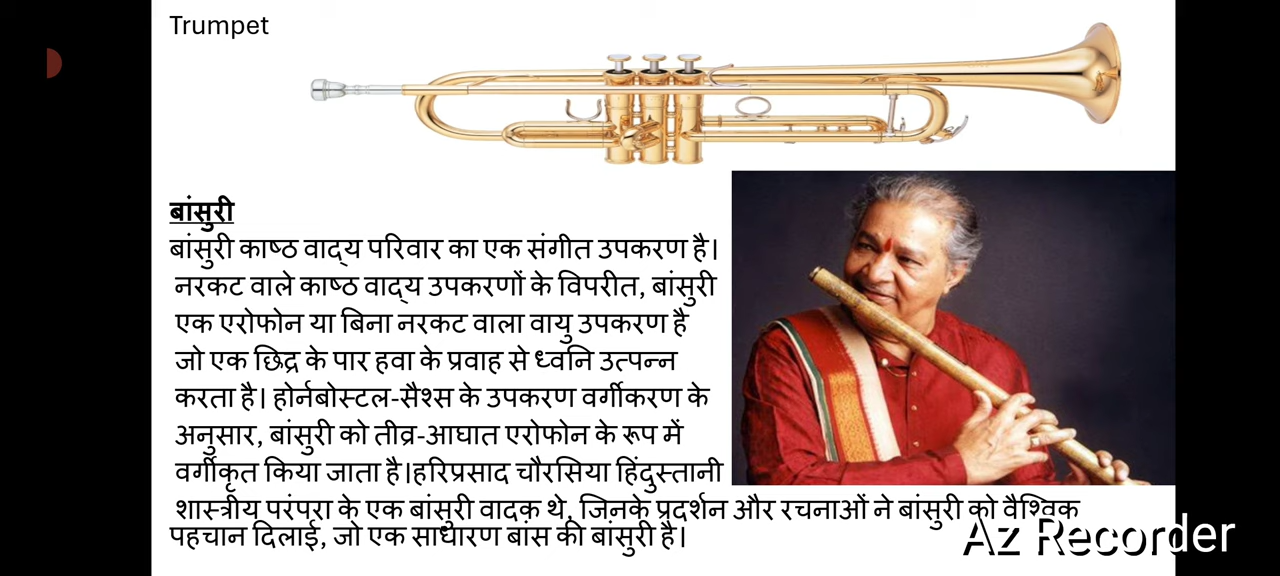 Trumpet
बांसुरी
बांसुरी काष्ठ वाद्य परिवार का एक संगीत उपकरण है।
नरकट वाले काष्ठ वाद्य उपकरणों के विपरीत, बांसुरी
एक एरोफोन या बिना नरकट वाला वायु उपकरण है
जो एक छिद्र के पार हवा के प्रवाह से ध्वनि उत्पन्न
करता है। होर्नबोस्टल-सैश्स के उपकरण वर्गीकरण के
अनुसार, बांसुरी को तीव्र-आघात एरोफोन के रूप में
वर्गीकृत किया जाता है।हरिप्रसाद चौरसिया हिंदुस्तानी
शास्त्रीय परंपरा के एक बांसुरी वादक थे, जिनके प्रदर्शन और रचनाओं ने बांसुरी को वैश्विक
पहचान दिलाई, जो एक साधारण बांस की बांसुरी है।
Az Recorder